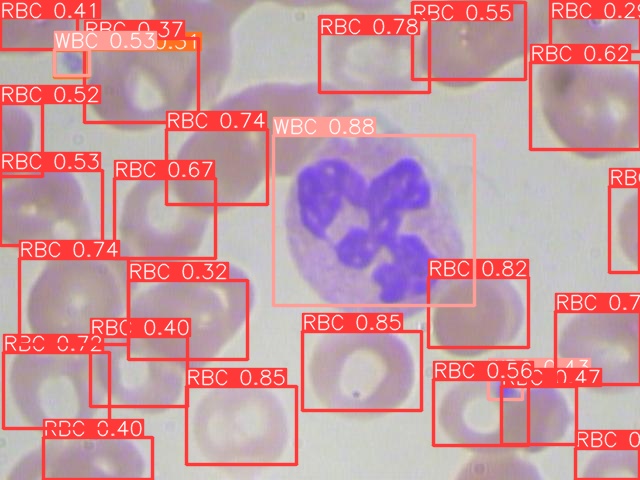 RBC 0.41
RBC 0.37
WBC 0.53
RBC 0.78
RBC 0.55
RBC 0.62
RBC 0.52
RBC 0.74
WBC 0.88
RBC 0.53
RBC 0.67
RBC 0.74
RBC 0.32
RBC 0.82
RBC 0.40
RBC 0.72
RBC 0.85
RBC 0.56
0.47
RBC 0.85
RBC 0.40